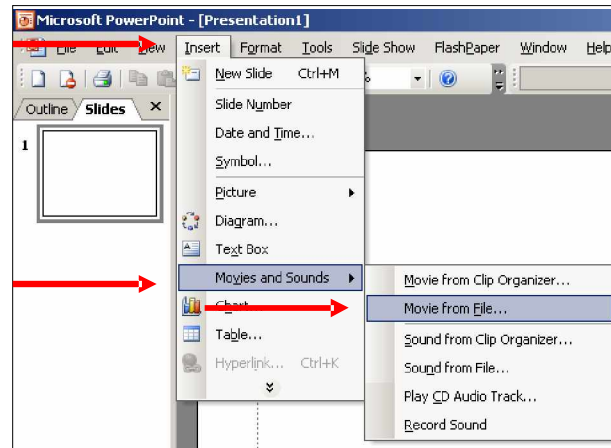 Microsoft PowerPoint - [Presentation1]
File Edit View Insert Format Tools Slide Show FlashPaper Window Help
New Slide Ctrl+M
%
Outline Slides
Slide Number
1
Date and Time...
Symbol...
Picture
Diagram...
Text Box
Movies and Sounds
Movie from Clip Organizer...
Chart...
Movie from File...
Table...
Sound from Clip Organizer...
Hyperlink... Ctrl+K
Sound from File...
Play CD Audio Track...
Record Sound